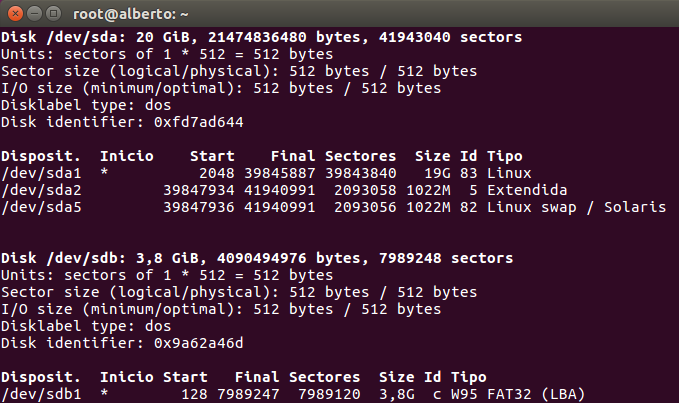 root@alberto: ~
Disk /dev/sda: 20 GiB, 21474836480 bytes, 41943040 sectors
Units: sectors of 1 * 512 = 512 bytes
Sector size (logical/physical): 512 bytes / 512 bytes
I/O size (minimum/optimal): 512 bytes / 512 bytes
Disklabel type: dos
Disk identifier: 0xfd7ad644
Disposit.  Inicio    Start    Final Sectores  Size Id Tipo
/dev/sda1  *          2048 39845887 39843840   19G 83 Linux
/dev/sda2         39847934 41940991  2093058 1022M  5 Extendida
/dev/sda5         39847936 41940991  2093056 1022M 82 Linux swap / Solaris
Disk /dev/sdb: 3,8 GiB, 4090494976 bytes, 7989248 sectors
Units: sectors of 1 * 512 = 512 bytes
Sector size (logical/physical): 512 bytes / 512 bytes
I/O size (minimum/optimal): 512 bytes / 512 bytes
Disklabel type: dos
Disk identifier: 0x9a62a46d
Disposit.  Inicio Start   Final Sectores  Size Id Tipo
/dev/sdb1  *        128 7989247  7989120  3,8G  c W95 FAT32 (LBA)